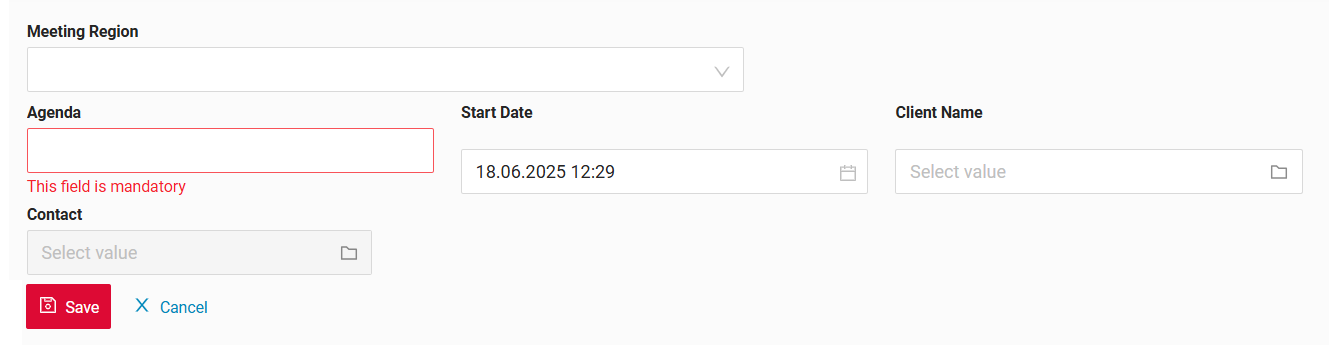 Meeting Region
Agenda
Start Date
Client Name
18.06.2025 12:29
Select value
This field is mandatory
Contact
Select value
Save
Cancel